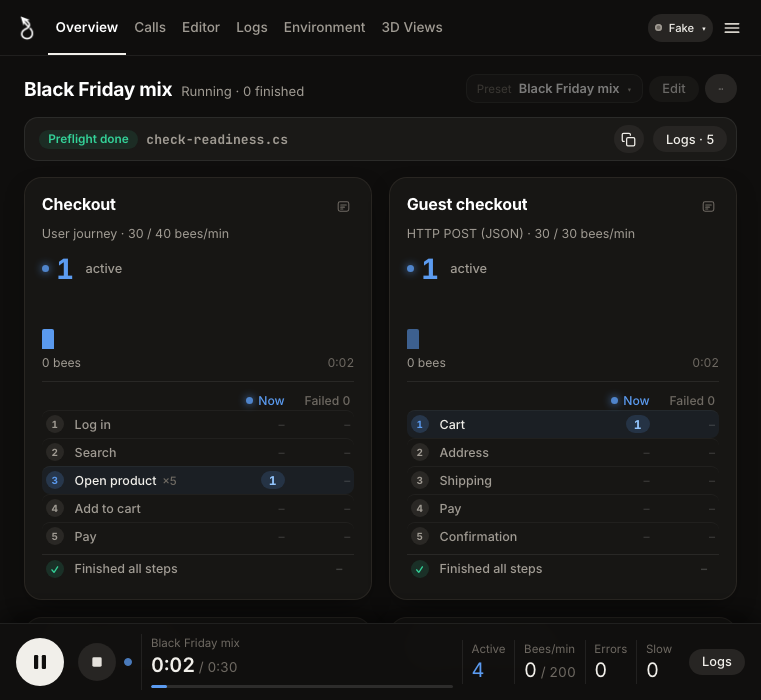 Overview Calls Editor Logs Environment 3D Views Fake
Black Friday mix Running · 0 finished Preset Black Friday mix Edit
Preflight done check-readiness.cs Logs · 5
Checkout
User journey · 30 / 40 bees/min
1 active
0 bees 0:02
Now Failed 0
1 Log in – –
2 Search – –
3 Open product ×5 1 –
4 Add to cart – –
5 Pay – –
Finished all steps –
Guest checkout
HTTP POST (JSON) · 30 / 30 bees/min
1 active
0 bees 0:02
Now Failed 0
1 Cart 1 –
2 Address – –
3 Shipping – –
4 Pay – –
5 Confirmation – –
Finished all steps –
Black Friday mix
0:02 / 0:30
Active Bees/min Errors Slow
4 0 / 200 0 0
Logs